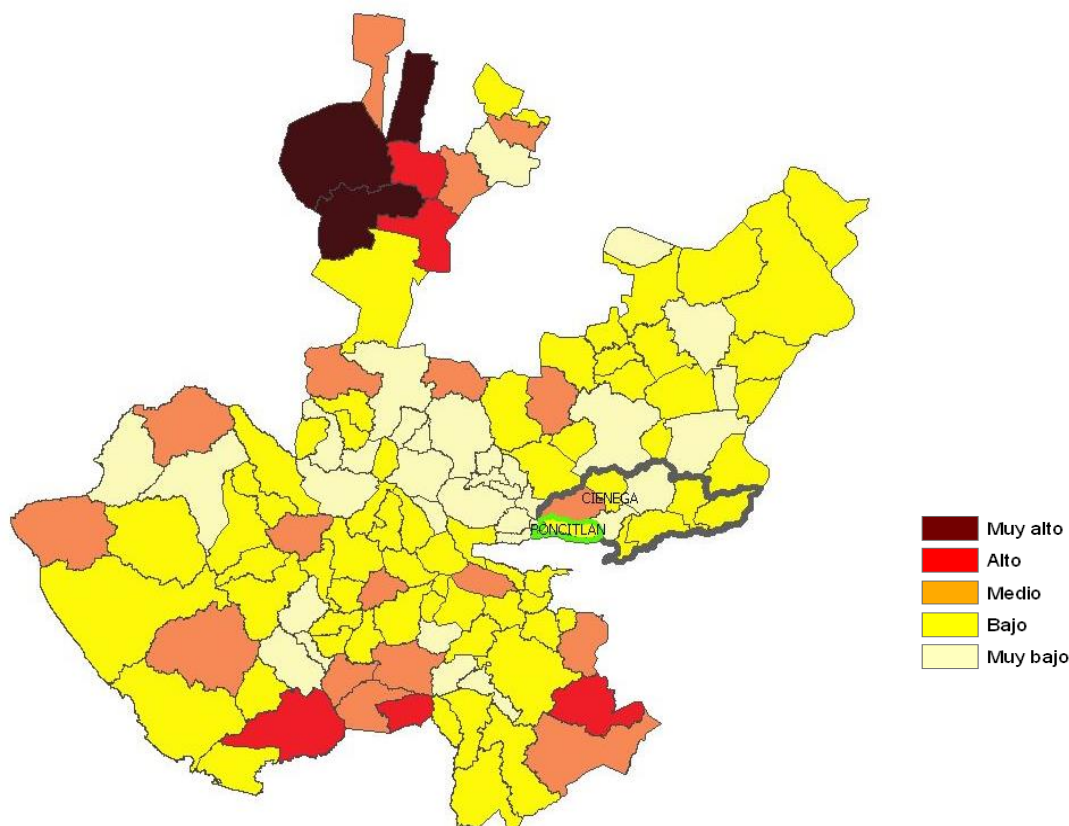 CIENEGA
PONCITLAN
Muy alto
Alto
Medio
Bajo
Muy bajo